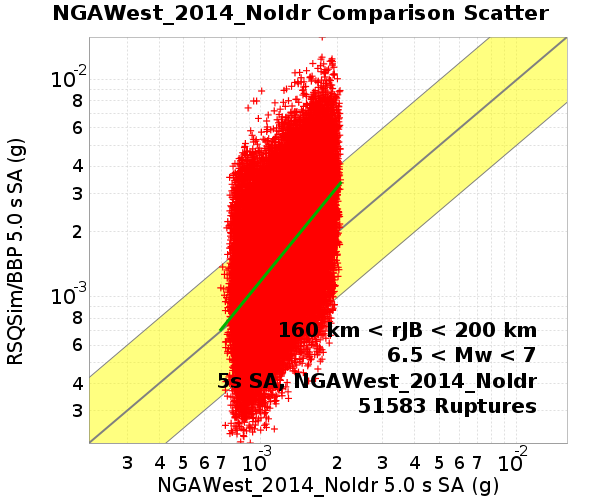 NGAWest_2014_NoIdr Comparison Scatter
RSQSim/BBP 5.0 s SA (g)
10-2
8
6
4
3
2
10-3
8
6
4
3
160 km < rJB < 200 km
6.5 < Mw < 7
5s SA, NGAWest_2014_NoIdr
51583 Ruptures
3 4 5 6 7 10-3 2 3 4 5 6 7 10-2
NGAWest_2014_NoIdr 5.0 s SA (g)